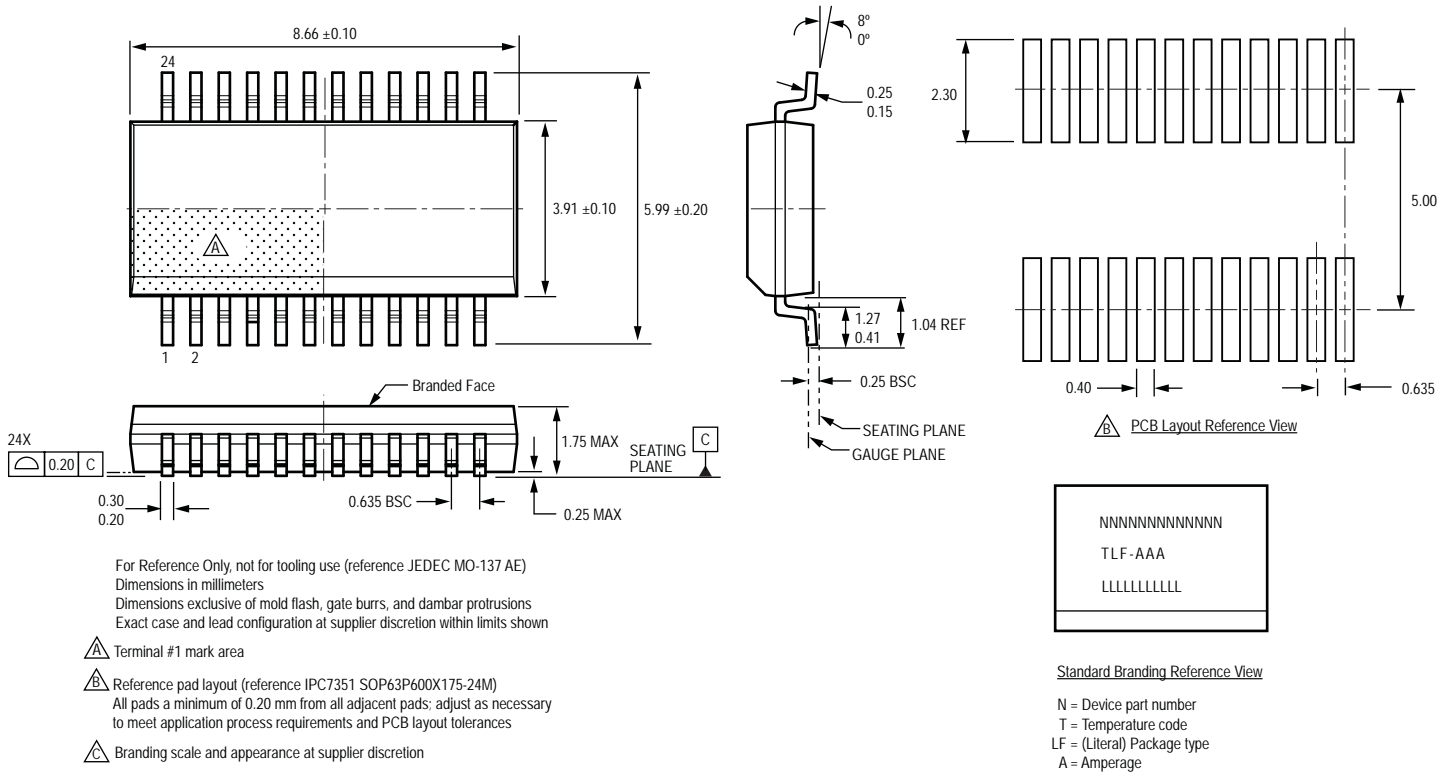 8.66 ±0.10
24
3.91 ±0.10
5.99 ±0.20
A
1 2
8º
0º
0.25
0.15
1.27
0.41
1.04 REF
0.25 BSC
SEATING PLANE
GAUGE PLANE
2.30
5.00
0.40
0.635
B PCB Layout Reference View
Branded Face
24X
0.20 C
1.75 MAX
SEATING
PLANE
C
0.30
0.20
0.635 BSC
0.25 MAX
For Reference Only, not for tooling use (reference JEDEC MO-137 AE)
Dimensions in millimeters
Dimensions exclusive of mold flash, gate burrs, and dambar protrusions
Exact case and lead configuration at supplier discretion within limits shown
A Terminal #1 mark area
B Reference pad layout (reference IPC7351 SOP63P600X175-24M)
All pads a minimum of 0.20 mm from all adjacent pads; adjust as necessary
to meet application process requirements and PCB layout tolerances
C Branding scale and appearance at supplier discretion
NNNNNNNNNNNNN
TLF-AAA
LLLLLLLLLLL
Standard Branding Reference View
N = Device part number
T = Temperature code
LF = (Literal) Package type
A = Amperage